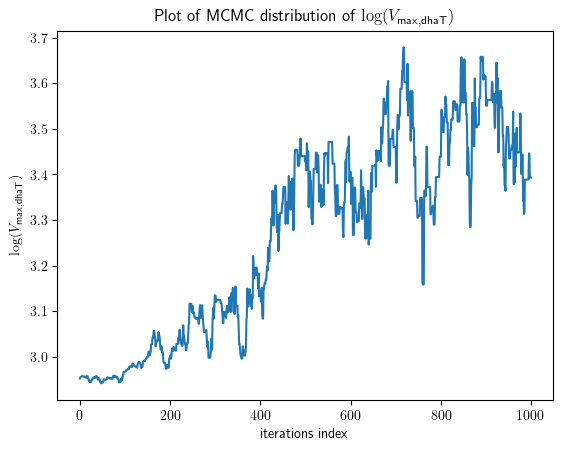 Plot of MCMC distribution of log(V_max,dhaT)
3.7
3.6
3.5
3.4
3.3
3.2
3.1
3.0
log(V_max,dhaT)
0 200 400 600 800 1000
iterations index